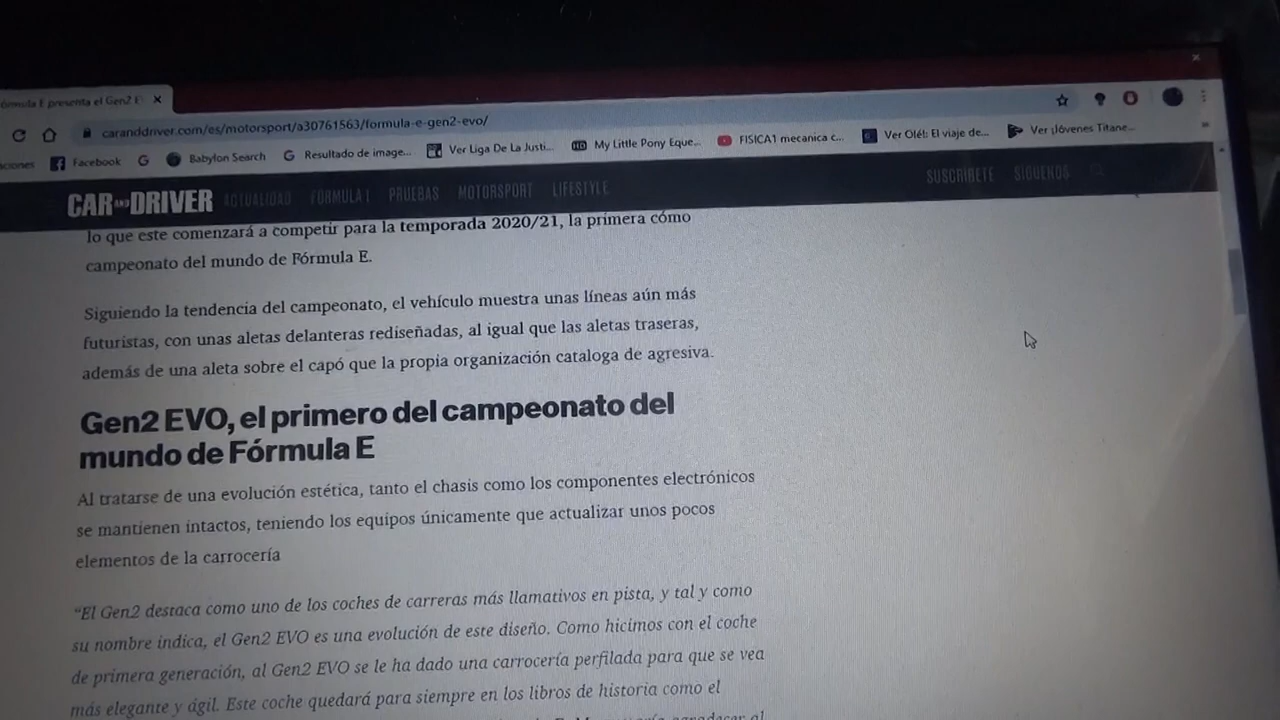 Fórmula E presenta el Gen2 E
caranddriver.com/es/motorsport/a30761563/formula-e-gen2-evo/
ciones Facebook G Babylon Search G Resultado de image... Ver Liga De La Justi... HD My Little Pony Eque... FISICA1 mecanica c... Ver Olé!: El viaje de... Ver ¡Jóvenes Titane...
CAR AND DRIVER ACTUALIDAD FÓRMULA 1 PRUEBAS MOTORSPORT LIFESTYLE SUSCRÍBETE SÍGUENOS
lo que este comenzará a competir para la temporada 2020/21, la primera cómo
campeonato del mundo de Fórmula E.
Siguiendo la tendencia del campeonato, el vehículo muestra unas líneas aún más
futuristas, con unas aletas delanteras rediseñadas, al igual que las aletas traseras,
además de una aleta sobre el capó que la propia organización cataloga de agresiva.
Gen2 EVO, el primero del campeonato del
mundo de Fórmula E
Al tratarse de una evolución estética, tanto el chasis como los componentes electrónicos
se mantienen intactos, teniendo los equipos únicamente que actualizar unos pocos
elementos de la carrocería
“El Gen2 destaca como uno de los coches de carreras más llamativos en pista, y tal y como
su nombre indica, el Gen2 EVO es una evolución de este diseño. Como hicimos con el coche
de primera generación, al Gen2 EVO se le ha dado una carrocería perfilada para que se vea
más elegante y ágil. Este coche quedará para siempre en los libros de historia como el